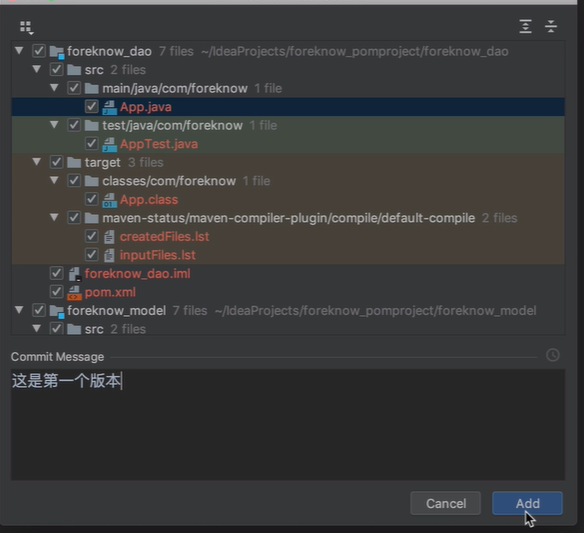 foreknow_dao 7 files ~/IdeaProjects/foreknow_pomproject/foreknow_dao
src 2 files
main/java/com/foreknow 1 file
App.java
test/java/com/foreknow 1 file
AppTest.java
target 3 files
classes/com/foreknow 1 file
App.class
maven-status/maven-compiler-plugin/compile/default-compile 2 files
createdFiles.lst
inputFiles.lst
foreknow_dao.iml
pom.xml
foreknow_model 7 files ~/IdeaProjects/foreknow_pomproject/foreknow_model
src 2 files
Commit Message
这是第一个版本
Cancel Add